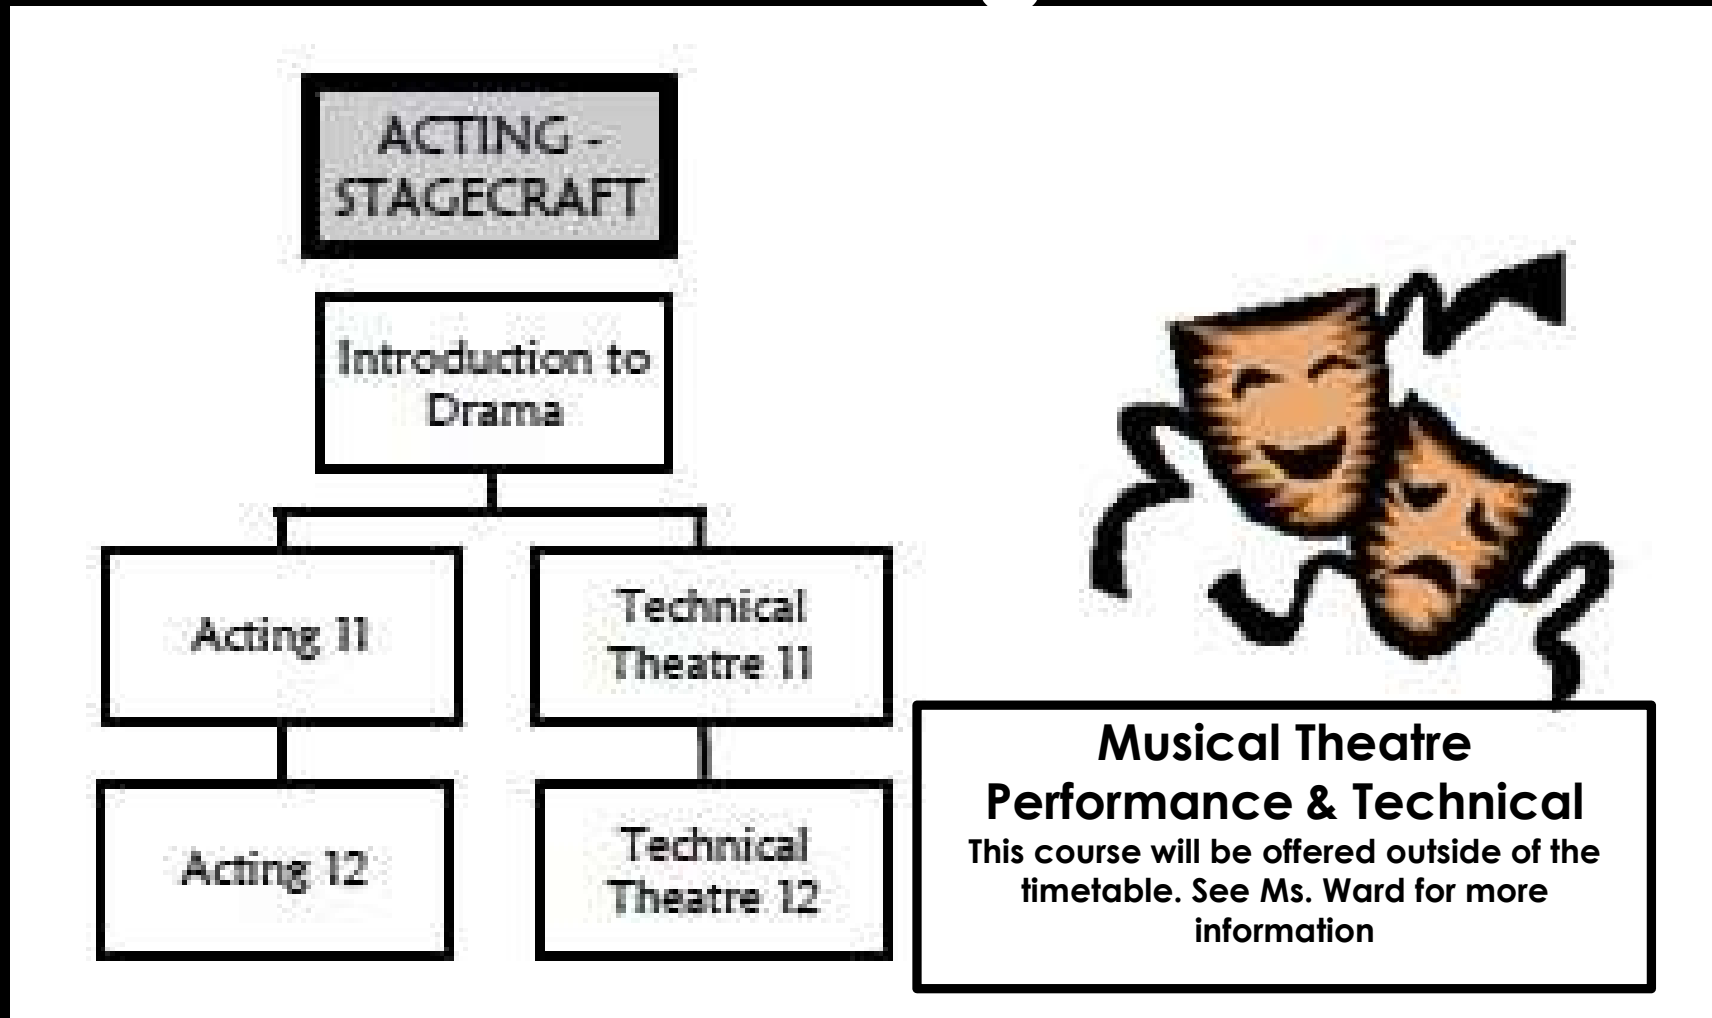 ACTING -
STAGECRAFT
Introduction to
Drama
Acting 11
Technical
Theatre 11
Acting 12
Technical
Theatre 12
Musical Theatre
Performance & Technical
This course will be offered outside of the
timetable. See Ms. Ward for more
information